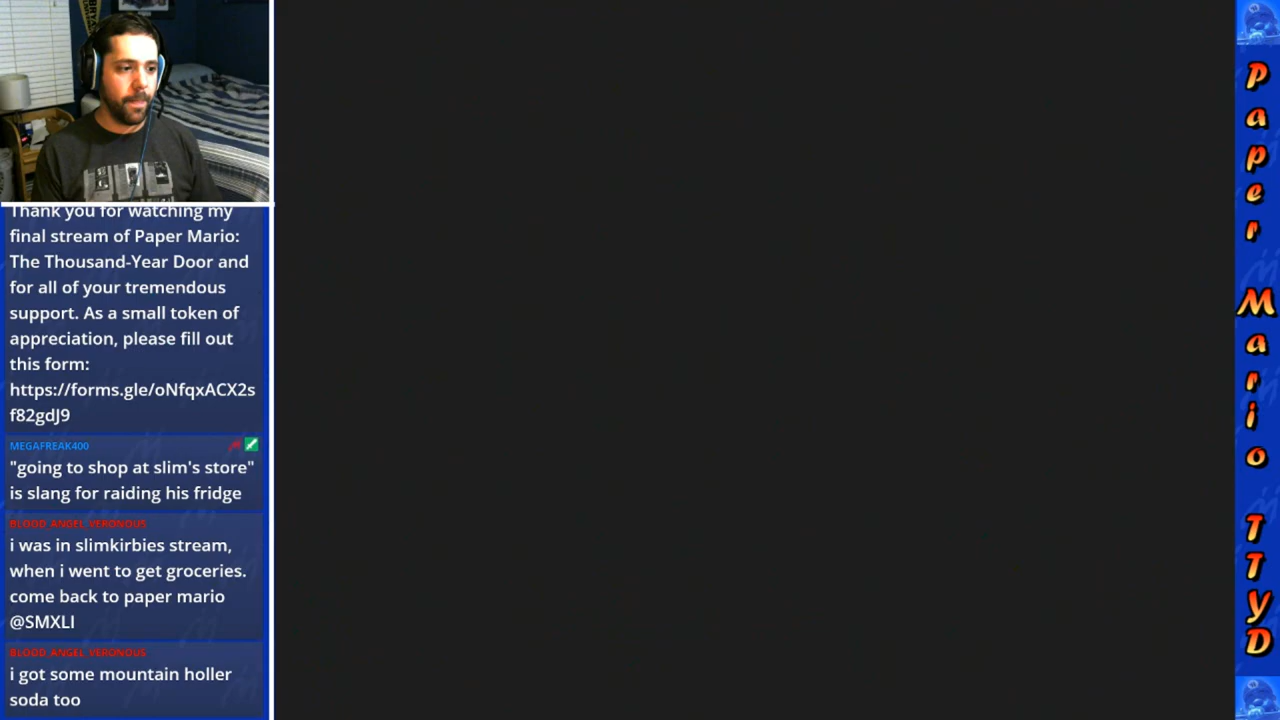 Thank you for watching my
final stream of Paper Mario:
The Thousand-Year Door and
for all of your tremendous
support. As a small token of
appreciation, please fill out
this form:
https://forms.gle/oNfqxACX2s
f82gdJ9
MEGAFREAK400
"going to shop at slim's store"
is slang for raiding his fridge
BLOOD_ANGEL_VERONOUS
i was in slimkirbies stream,
when i went to get groceries.
come back to paper mario
@SMXLI
BLOOD_ANGEL_VERONOUS
i got some mountain holler
soda too
Paper Mario TTYD